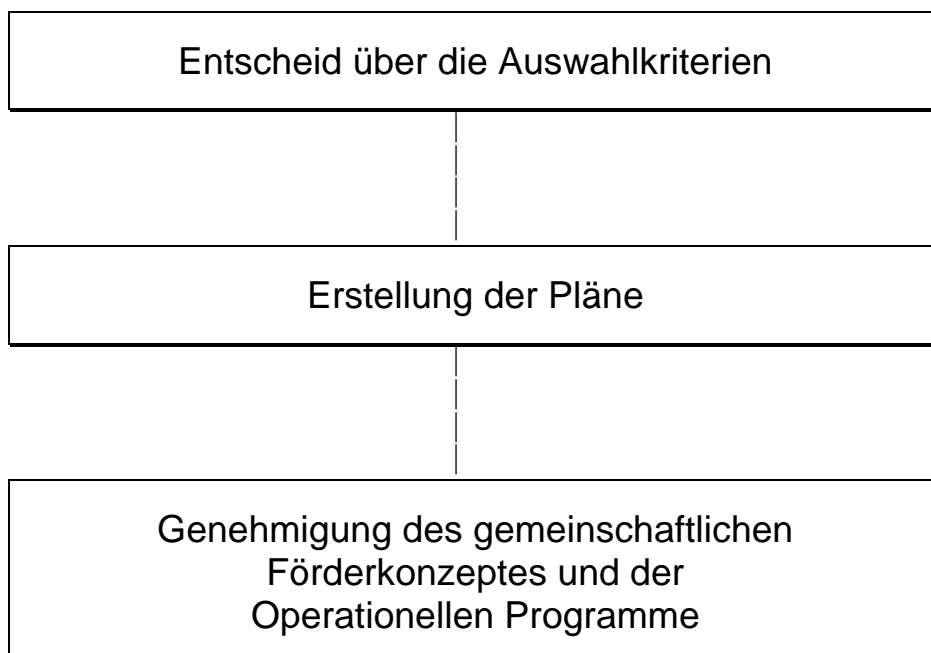 Entscheid über die Auswahlkriterien
Erstellung der Pläne
Genehmigung des gemeinschaftlichen
Förderkonzeptes und der
Operationellen Programme